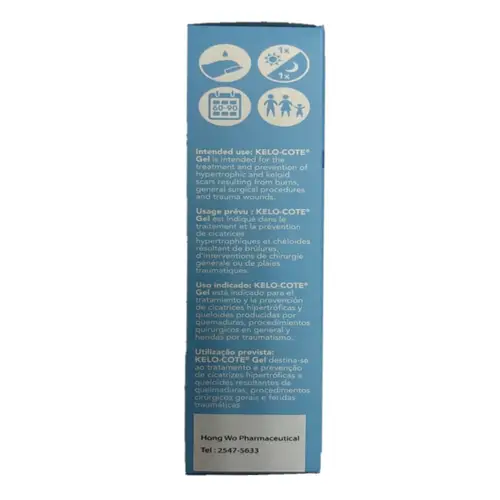 1x
1x
60-90
Intended use: KELO-COTE®
Gel is intended for the
treatment and prevention of
hypertrophic and keloid
scars resulting from burns,
general surgical procedures
and trauma wounds.
Usage prévu : KELO-COTE®
Gel est indiqué dans le
traitement et la prévention
de cicatrices
hypertrophiques et chéloïdes
résultant de brûlures,
d'interventions de chirurgie
générale ou de plaies
traumatiques.
Uso indicado: KELO-COTE®
Gel está indicado para el
tratamiento y la prevención
de cicatrices hipertróficas y
queloides producidas por
quemaduras, procedimientos
quirúrgicos en general y
heridas por traumatismo.
Utilização prevista:
KELO-COTE® Gel destina-se
ao tratamento e prevenção
de cicatrizes hipertróficas e
queloides resultantes de
queimaduras, procedimentos
cirúrgicos gerais e feridas
traumáticas.
Hong Wo Pharmaceutical
Tel : 2547-5633